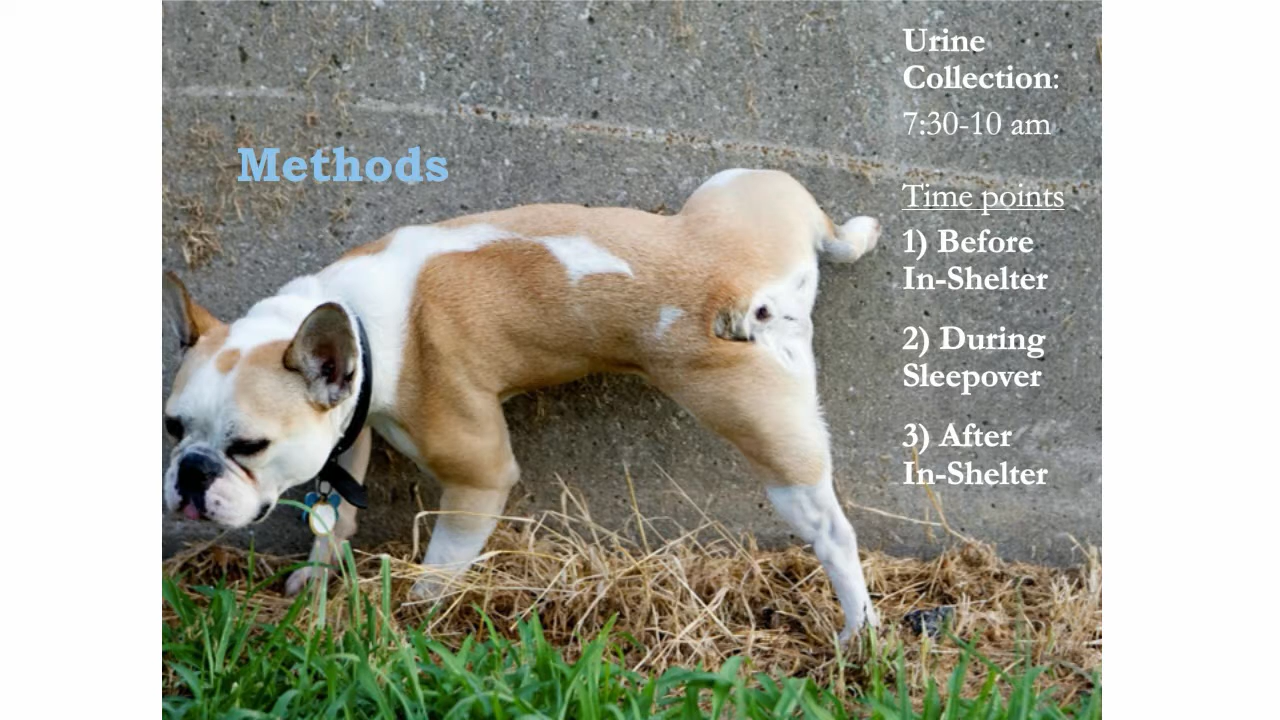 Methods
Urine
Collection:
7:30-10 am
Time points
1) Before
In-Shelter
2) During
Sleepover
3) After
In-Shelter